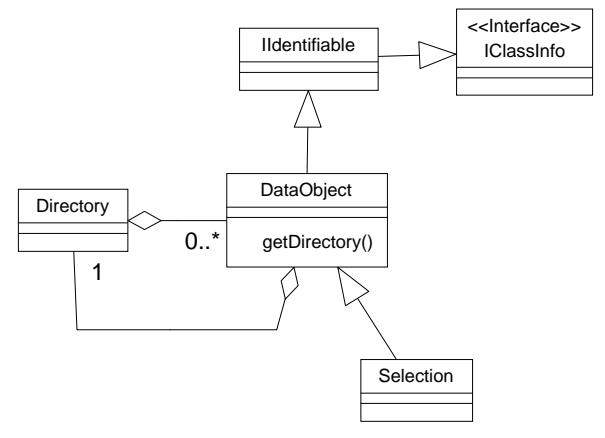 <<Interface>>
IClassInfo
IIdentifiable
DataObject
getDirectory()
Directory
0..*
1
Selection